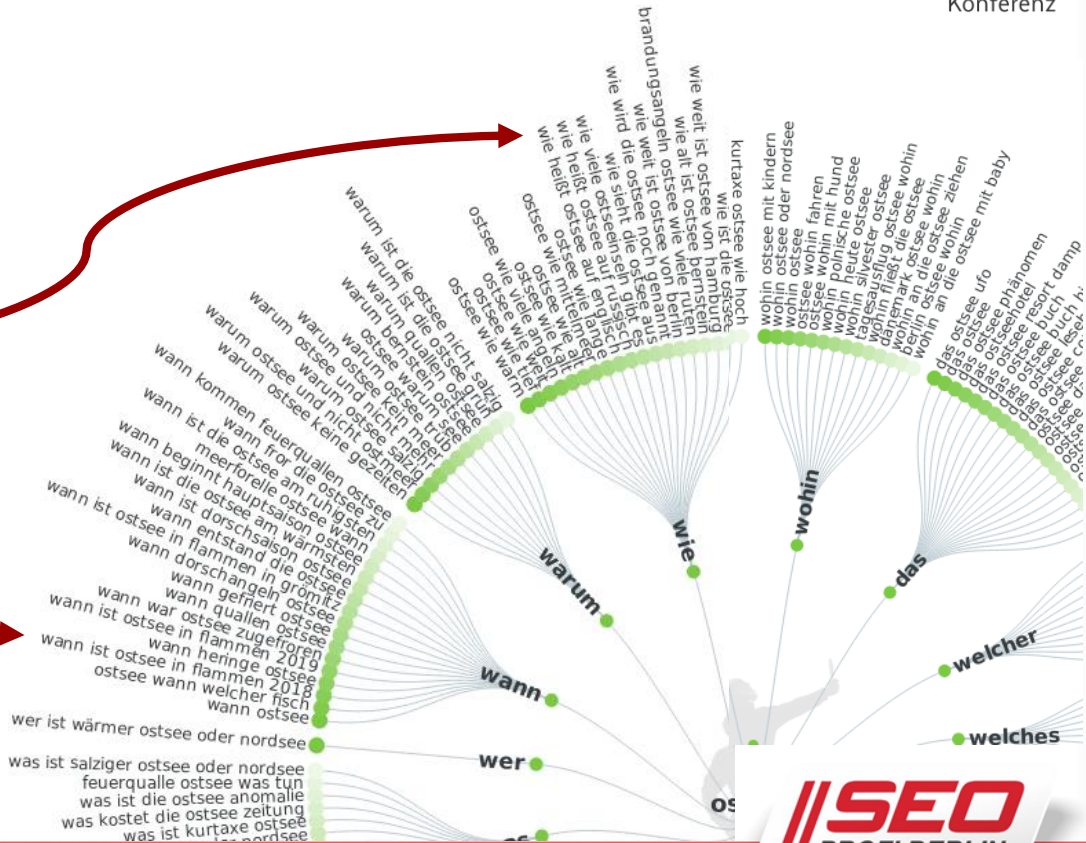 Konferenz
was ist kurtaxe ostsee
was kostet die ostsee zeitung
was ist die ostsee anomalie
feuerqualle ostsee was tun
was ist salziger ostsee oder nordsee
wer ist wärmer ostsee oder nordsee
wann ostsee
ostsee wann welcher fisch
wann ist ostsee in flammen 2018
wann heringe ostsee
wann ist ostsee in flammen 2019
wann war ostsee zugefroren
wann quallen ostsee
wann gefriert ostsee
wann dorschangeln ostsee
wann ist ostsee in flammen in grömitz
wann entstand die ostsee
wann ist dorschsaison ostsee
wann ist die ostsee am wärmsten
wann beginnt hauptsaison ostsee
meerforelle ostsee wann
wann ist die ostsee am ruhigsten
wann fror die ostsee zu
wann kommen feuerquallen ostsee
warum ostsee keine gezeiten
warum ostsee salzig
warum ostsee und nicht ostmeer
ostsee und nicht mehr
warum ostsee kein meer
warum ostsee trüb
ostsee warum see
warum bernstein ostsee
warum quallen ostsee
warum ist die ostsee grün
warum ist die ostsee nicht salzig
ostsee wie warm
ostsee wie tief
ostsee wie weit
ostsee wie kalt
ostsee wie viele angeln
ostsee wie alt
ostsee wie lange
ostsee wie mittelmeer
wie heißt ostsee auf englisch
wie heißt ostsee auf russisch
wie viele ostseeinseln gibt es
wie sieht die ostsee aus
wie wird die ostsee noch genannt
wie weit ist ostsee von berlin
brandungsangeln ostsee wie viele ruten
wie alt ist ostsee bernstein
wie weit ist ostsee von hamburg
wie ist die ostsee
kurtaxe ostsee wie hoch
wohin ostsee mit kindern
wohin ostsee oder nordsee
wohin ostsee
ostsee wohin fahren
ostsee wohin mit hund
wohin polnische ostsee
wohin heute ostsee
wohin silvester ostsee
tagesausflug ostsee wohin
wohin fließt die ostsee
dänemark ostsee wohin
wohin an die ostsee ziehen
berlin ostsee wohin
wohin an die ostsee mit baby
das ostsee ufo
das ostsee
das ostsee phänomen
das ostseehotel
das ostsee resort damp
das ostsee buch
wann
warum
wie
wohin
das
welcher
welches
wer
SEO